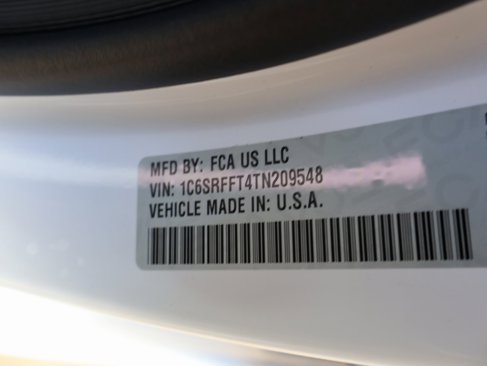 MFD BY: FCA US LLC
VIN: 1C6SRFFT4TN209548
VEHICLE MADE IN: U.S.A.